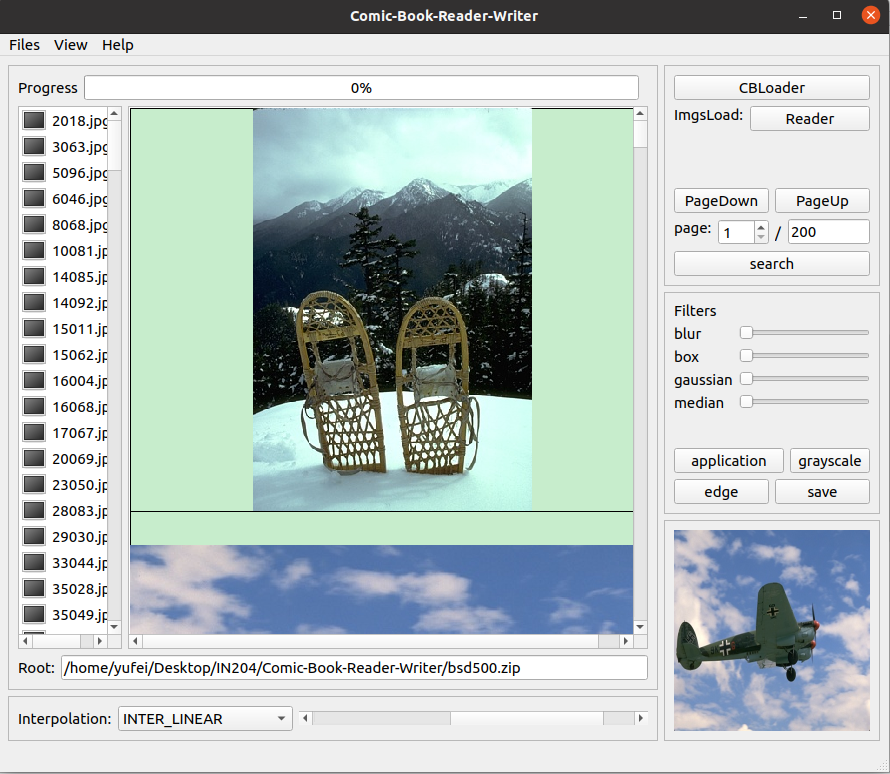 Comic-Book-Reader-Writer
Files View Help
Progress 0%
2018.jpg
3063.jpg
5096.jpg
6046.jpg
8068.jpg
10081.jp
14085.jp
14092.jp
15011.jp
15062.jp
16004.jp
16068.jp
17067.jp
20069.jp
23050.jp
28083.jp
29030.jp
33044.jp
35028.jp
35049.jp
Root: /home/yufei/Desktop/IN204/Comic-Book-Reader-Writer/bsd500.zip
Interpolation: INTER_LINEAR
CBLoader
ImgsLoad: Reader
PageDown PageUp
page: 1 / 200
search
Filters
blur
box
gaussian
median
application grayscale
edge save